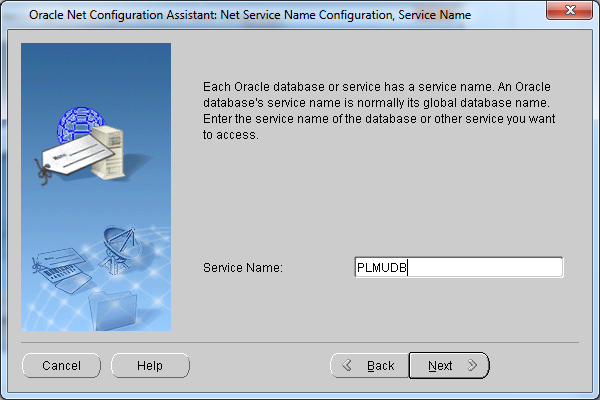 Oracle Net Configuration Assistant: Net Service Name Configuration, Service Name
Each Oracle database or service has a service name. An Oracle
database's service name is normally its global database name.
Enter the service name of the database or other service you want
to access.
Service Name: PLMUDB
Cancel Help Back Next